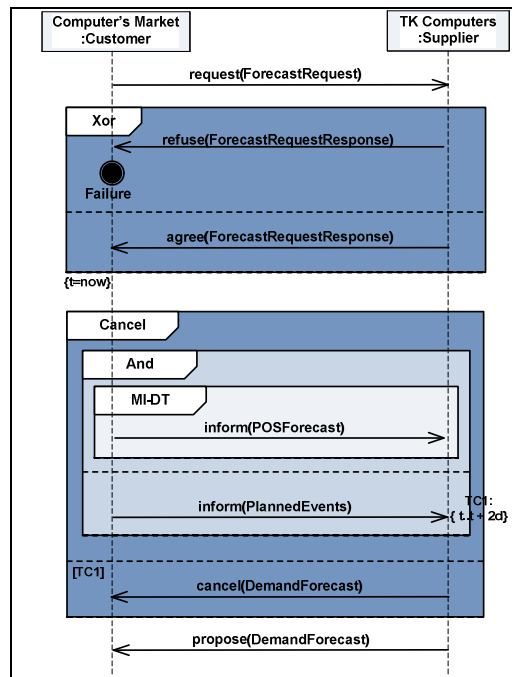 Computer's Market
:Customer
TK Computers
:Supplier
request(ForecastRequest)
Xor
refuse(ForecastRequestResponse)
Failure
agree(ForecastRequestResponse)
{t=now}
Cancel
And
MI-DT
inform(POSForecast)
inform(PlannedEvents)
TC1:
{ t..t + 2d}
[TC1]
cancel(DemandForecast)
propose(DemandForecast)